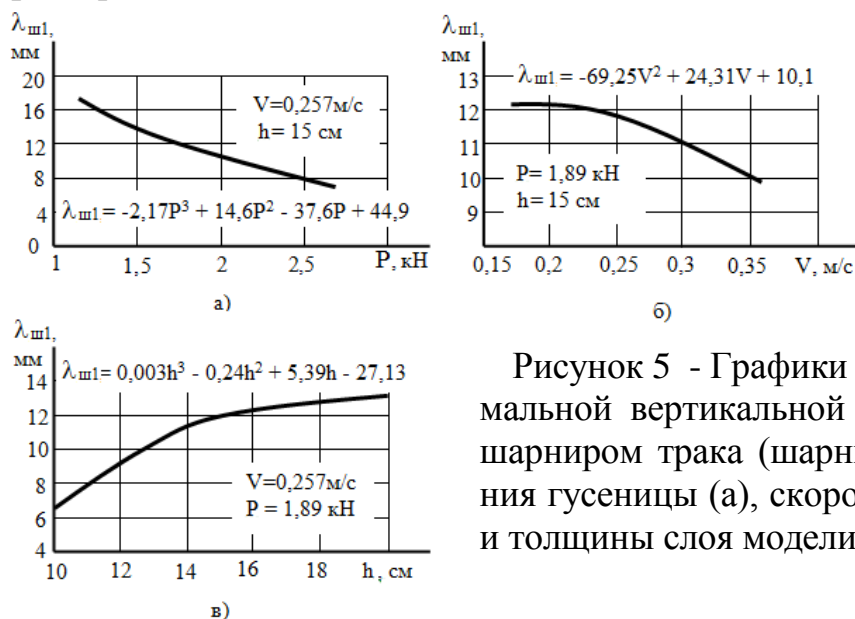 λш1,
мм
20
16
12
8
4
0
V=0,257м/с
h= 15 см
λш1= -2,17P³ + 14,6P² - 37,6P + 44,9
1 1,5 2 2,5 P, кН
а)
λш1,
мм
13
12
11
10
9
λш1 = -69,25V² + 24,31V + 10,1
P= 1,89 кН
h= 15 см
0,15 0,2 0,25 0,3 0,35 V, м/с
б)
λш1,
мм
14
12
10
8
6
4
λш1= 0,003h³ - 0,24h² + 5,39h - 27,13
V=0,257м/с
P = 1,89 кН
10 12 14 16 18 h, см
в)
Рисунок 5 - Графики
мальной вертикальной
шарниром трака (шарни
ния гусеницы (а), скоро
и толщины слоя модели